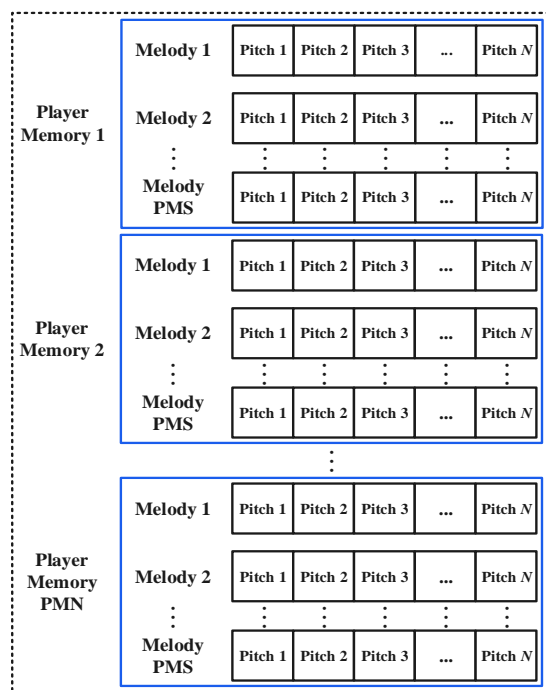 Melody 1 Pitch 1 Pitch 2 Pitch 3 ... Pitch N
Player
Memory 1
Melody 2 Pitch 1 Pitch 2 Pitch 3 ... Pitch N
Melody
PMS
Pitch 1 Pitch 2 Pitch 3 ... Pitch N
Melody 1 Pitch 1 Pitch 2 Pitch 3 ... Pitch N
Player
Memory 2
Melody 2 Pitch 1 Pitch 2 Pitch 3 ... Pitch N
Melody
PMS
Pitch 1 Pitch 2 Pitch 3 ... Pitch N
Melody 1 Pitch 1 Pitch 2 Pitch 3 ... Pitch N
Player
Memory
PMN
Melody 2 Pitch 1 Pitch 2 Pitch 3 ... Pitch N
Melody
PMS
Pitch 1 Pitch 2 Pitch 3 ... Pitch N